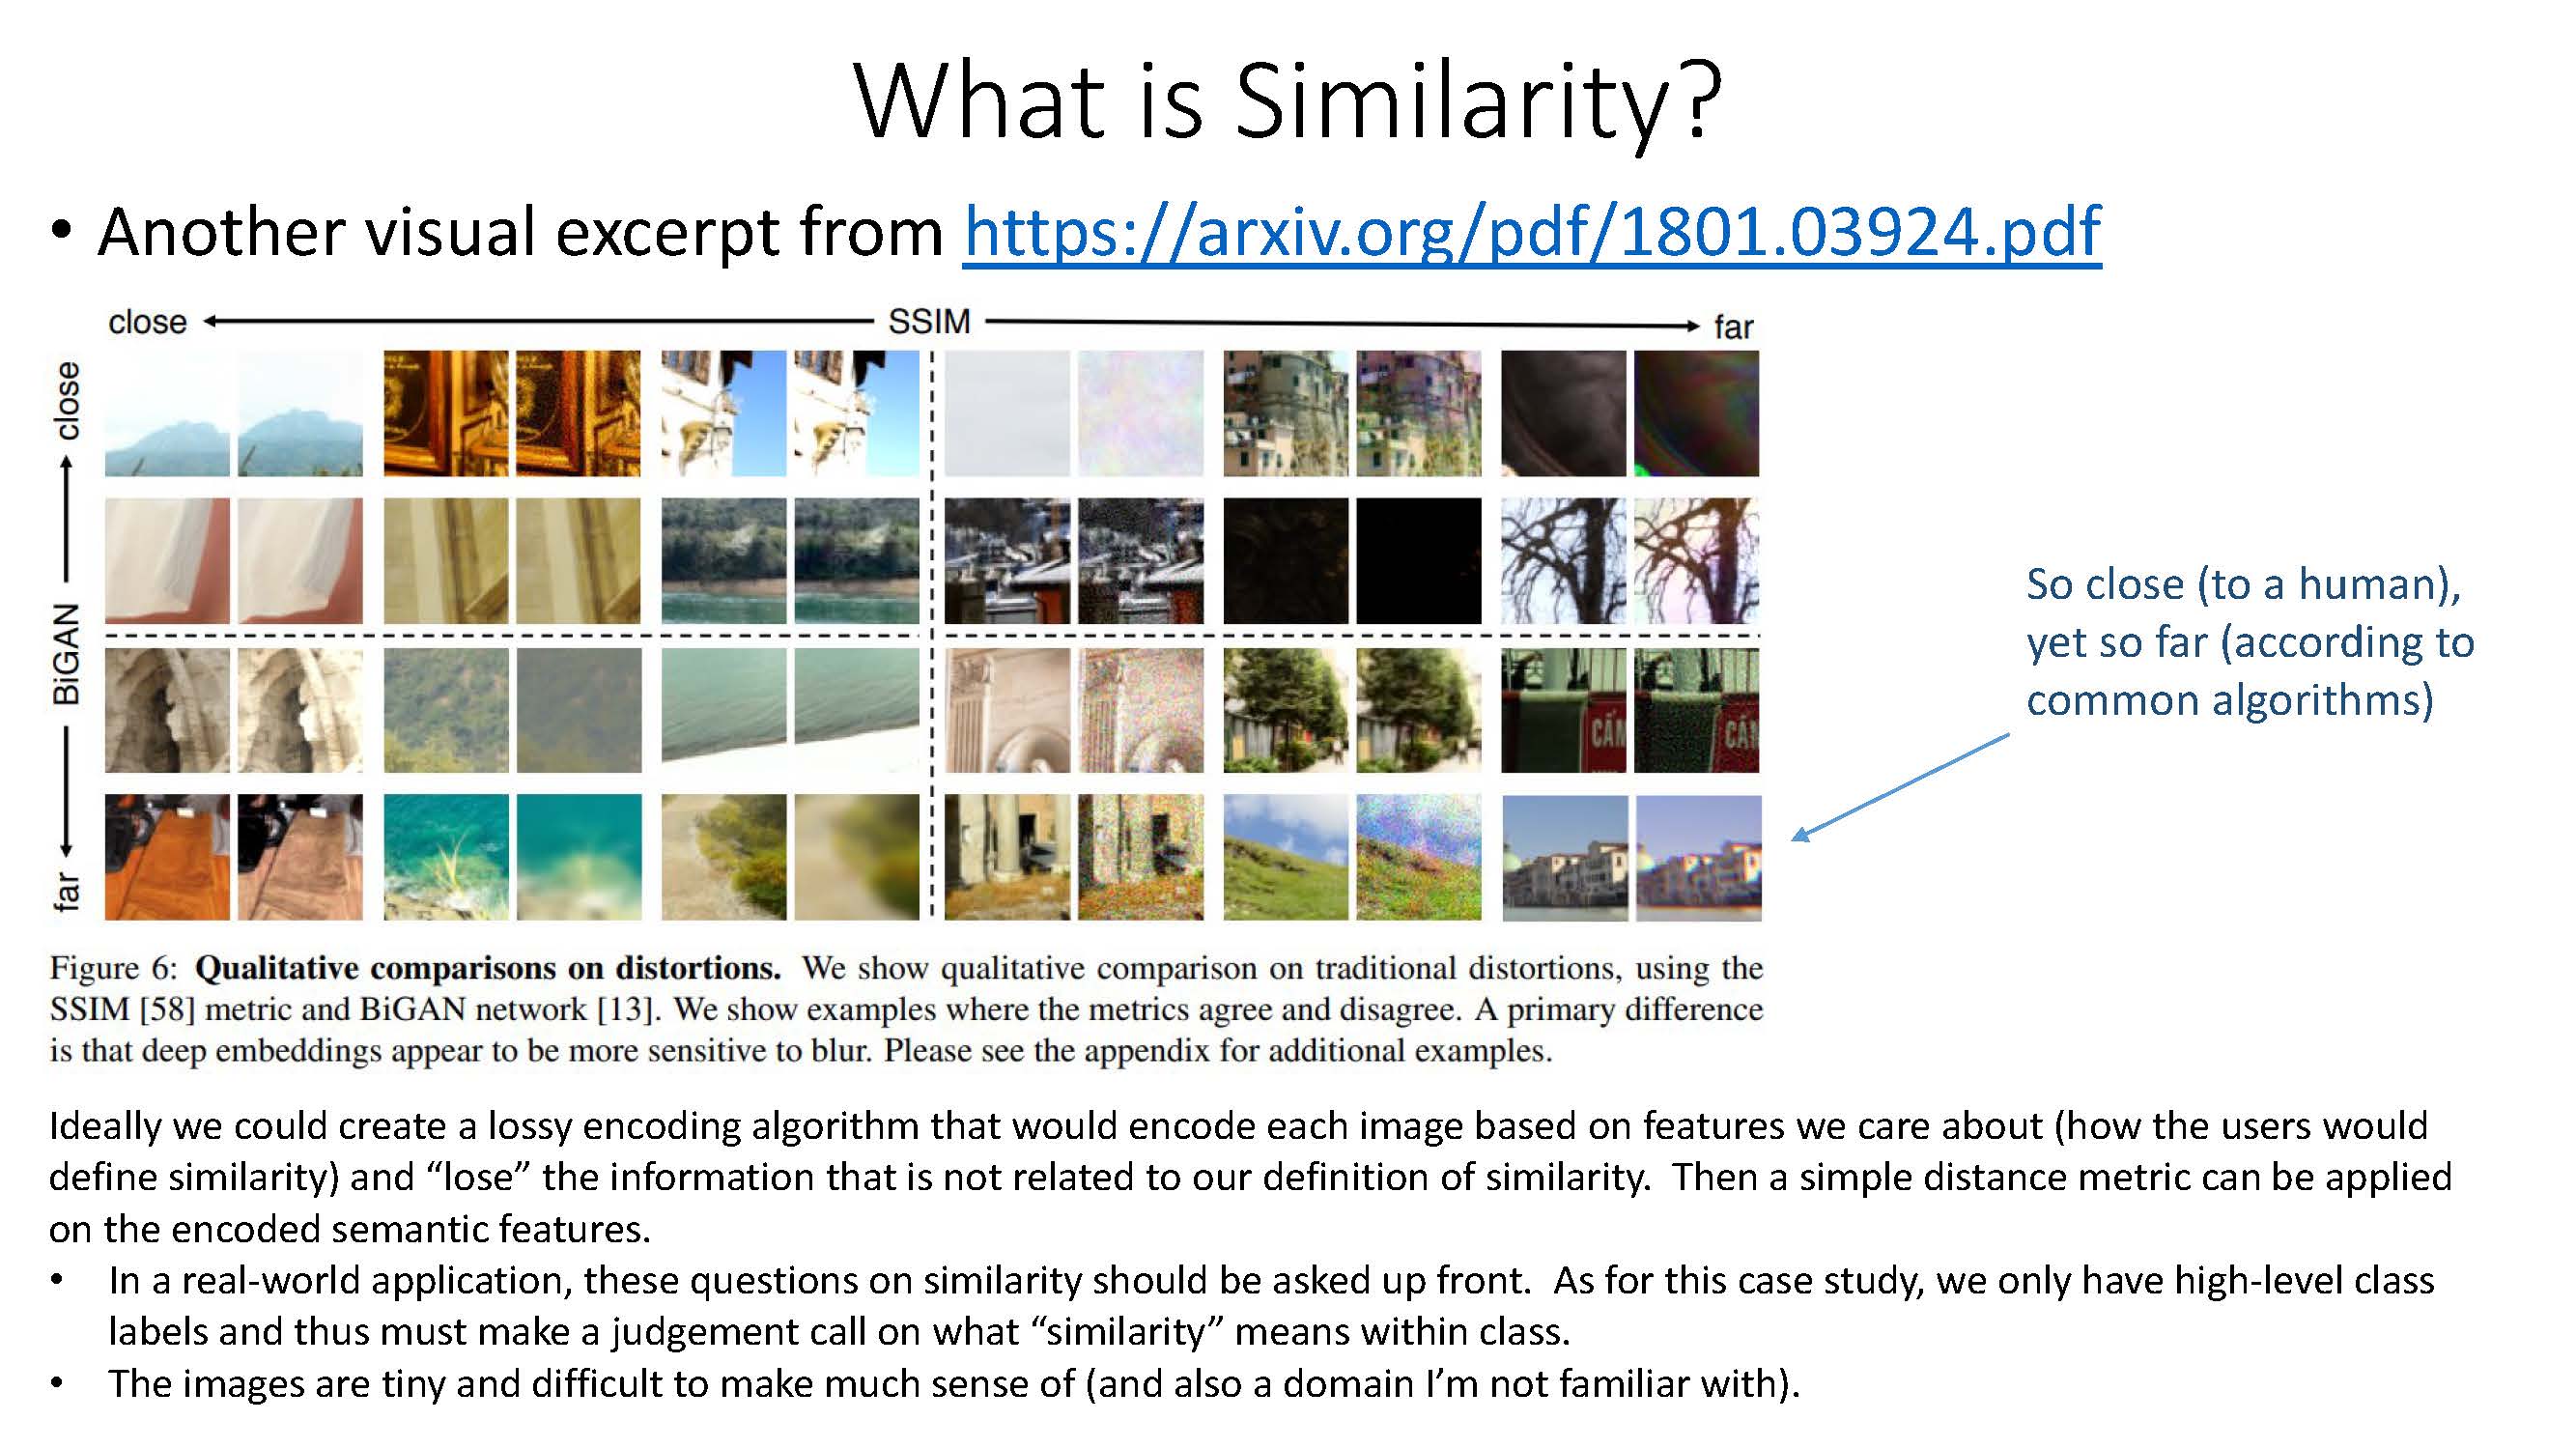 What is Similarity?
• Another visual excerpt from https://arxiv.org/pdf/1801.03924.pdf
close SSIM far
close
BiGAN
far
CÁM CÁM
So close (to a human),
yet so far (according to
common algorithms)
Figure 6: Qualitative comparisons on distortions. We show qualitative comparison on traditional distortions, using the
SSIM [58] metric and BiGAN network [13]. We show examples where the metrics agree and disagree. A primary difference
is that deep embeddings appear to be more sensitive to blur. Please see the appendix for additional examples.
Ideally we could create a lossy encoding algorithm that would encode each image based on features we care about (how the users would
define similarity) and “lose” the information that is not related to our definition of similarity. Then a simple distance metric can be applied
on the encoded semantic features.
• In a real-world application, these questions on similarity should be asked up front. As for this case study, we only have high-level class
labels and thus must make a judgement call on what “similarity” means within class.
• The images are tiny and difficult to make much sense of (and also a domain I’m not familiar with).